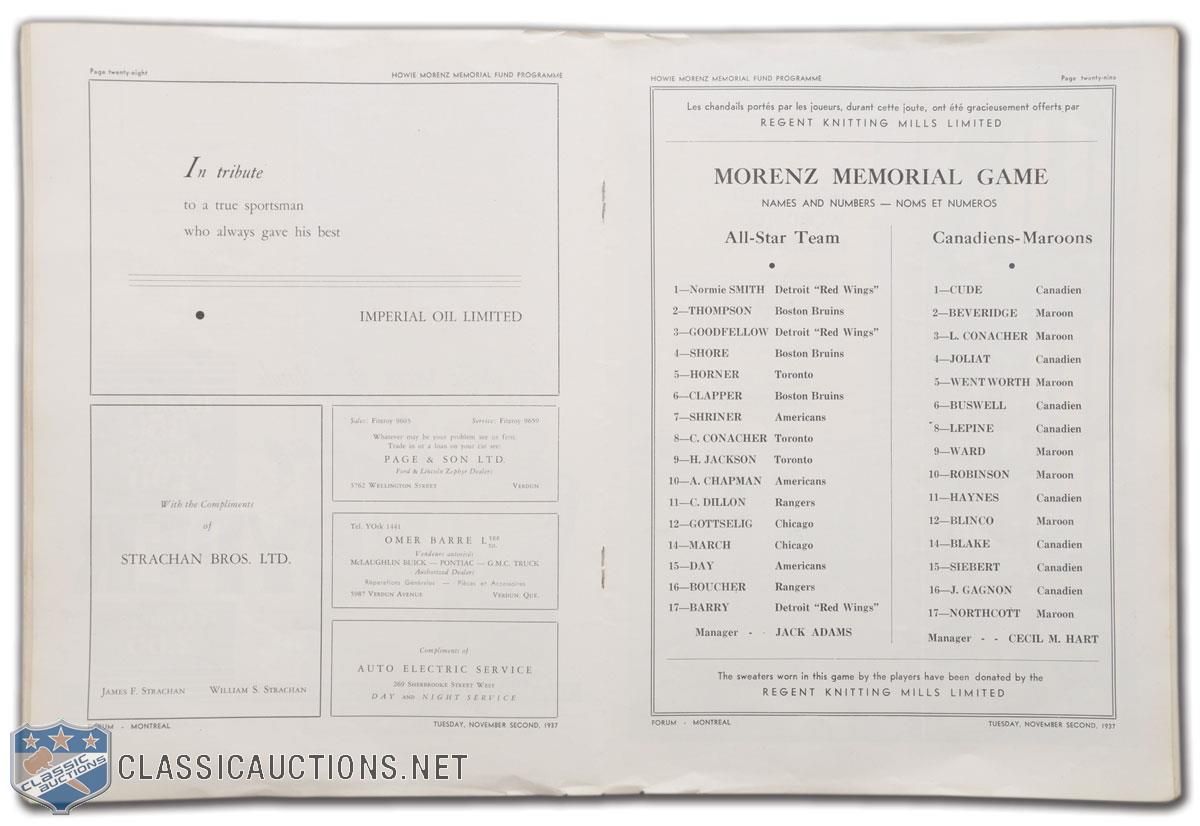 Page twenty-eight HOWIE MORENZ MEMORIAL FUND PROGRAMME
In tribute
to a true sportsman
who always gave his best
IMPERIAL OIL LIMITED
With the Compliments
of
STRACHAN BROS. LTD.
JAMES F. STRACHAN WILLIAM S. STRACHAN
Sales: Fitzroy 9603 Service: Fitzroy 9659
Whatever may be your problem see us first.
Trade in or a loan on your car see:
PAGE & SON LTD.
Ford & Lincoln Zephyr Dealers
5762 WELLINGTON STREET VERDUN
Tel. YOrk 1441
OMER BARRE LTEE TD.
Vendeurs autorisés
McLAUGHLIN BUICK — PONTIAC — G.M.C. TRUCK
Authorized Dealers
Réparations Générales — Pièces et Accessoires
5987 VERDUN AVENUE VERDUN, QUE.
Compliments of
AUTO ELECTRIC SERVICE
260 SHERBROOKE STREET WEST
DAY AND NIGHT SERVICE
FORUM - MONTREAL TUESDAY, NOVEMBER SECOND, 1937
HOWIE MORENZ MEMORIAL FUND PROGRAMME Page twenty-nine
Les chandails portés par les joueurs, durant cette joute, ont été gracieusement offerts par
REGENT KNITTING MILLS LIMITED
MORENZ MEMORIAL GAME
NAMES AND NUMBERS — NOMS ET NUMEROS
All-Star Team
1—Normie SMITH Detroit "Red Wings"
2—THOMPSON Boston Bruins
3—GOODFELLOW Detroit "Red Wings"
4—SHORE Boston Bruins
5—HORNER Toronto
6—CLAPPER Boston Bruins
7—SHRINER Americans
8—C. CONACHER Toronto
9—H. JACKSON Toronto
10—A. CHAPMAN Americans
11—C. DILLON Rangers
12—GOTTSELIG Chicago
14—MARCH Chicago
15—DAY Americans
16—BOUCHER Rangers
17—BARRY Detroit "Red Wings"
Manager - - JACK ADAMS
Canadiens-Maroons
1—CUDE Canadien
2—BEVERIDGE Maroon
3—L. CONACHER Maroon
4—JOLIAT Canadien
5—WENTWORTH Maroon
6—BUSWELL Canadien
8—LEPINE Canadien
9—WARD Maroon
10—ROBINSON Maroon
11—HAYNES Canadien
12—BLINCO Maroon
14—BLAKE Canadien
15—SIEBERT Canadien
16—J. GAGNON Canadien
17—NORTHCOTT Maroon
Manager - - CECIL M. HART
The sweaters worn in this game by the players have been donated by the
REGENT KNITTING MILLS LIMITED
FORUM - MONTREAL TUESDAY, NOVEMBER SECOND, 1937
CLASSIC
AUCTIONS
CLASSICAUCTIONS.NET